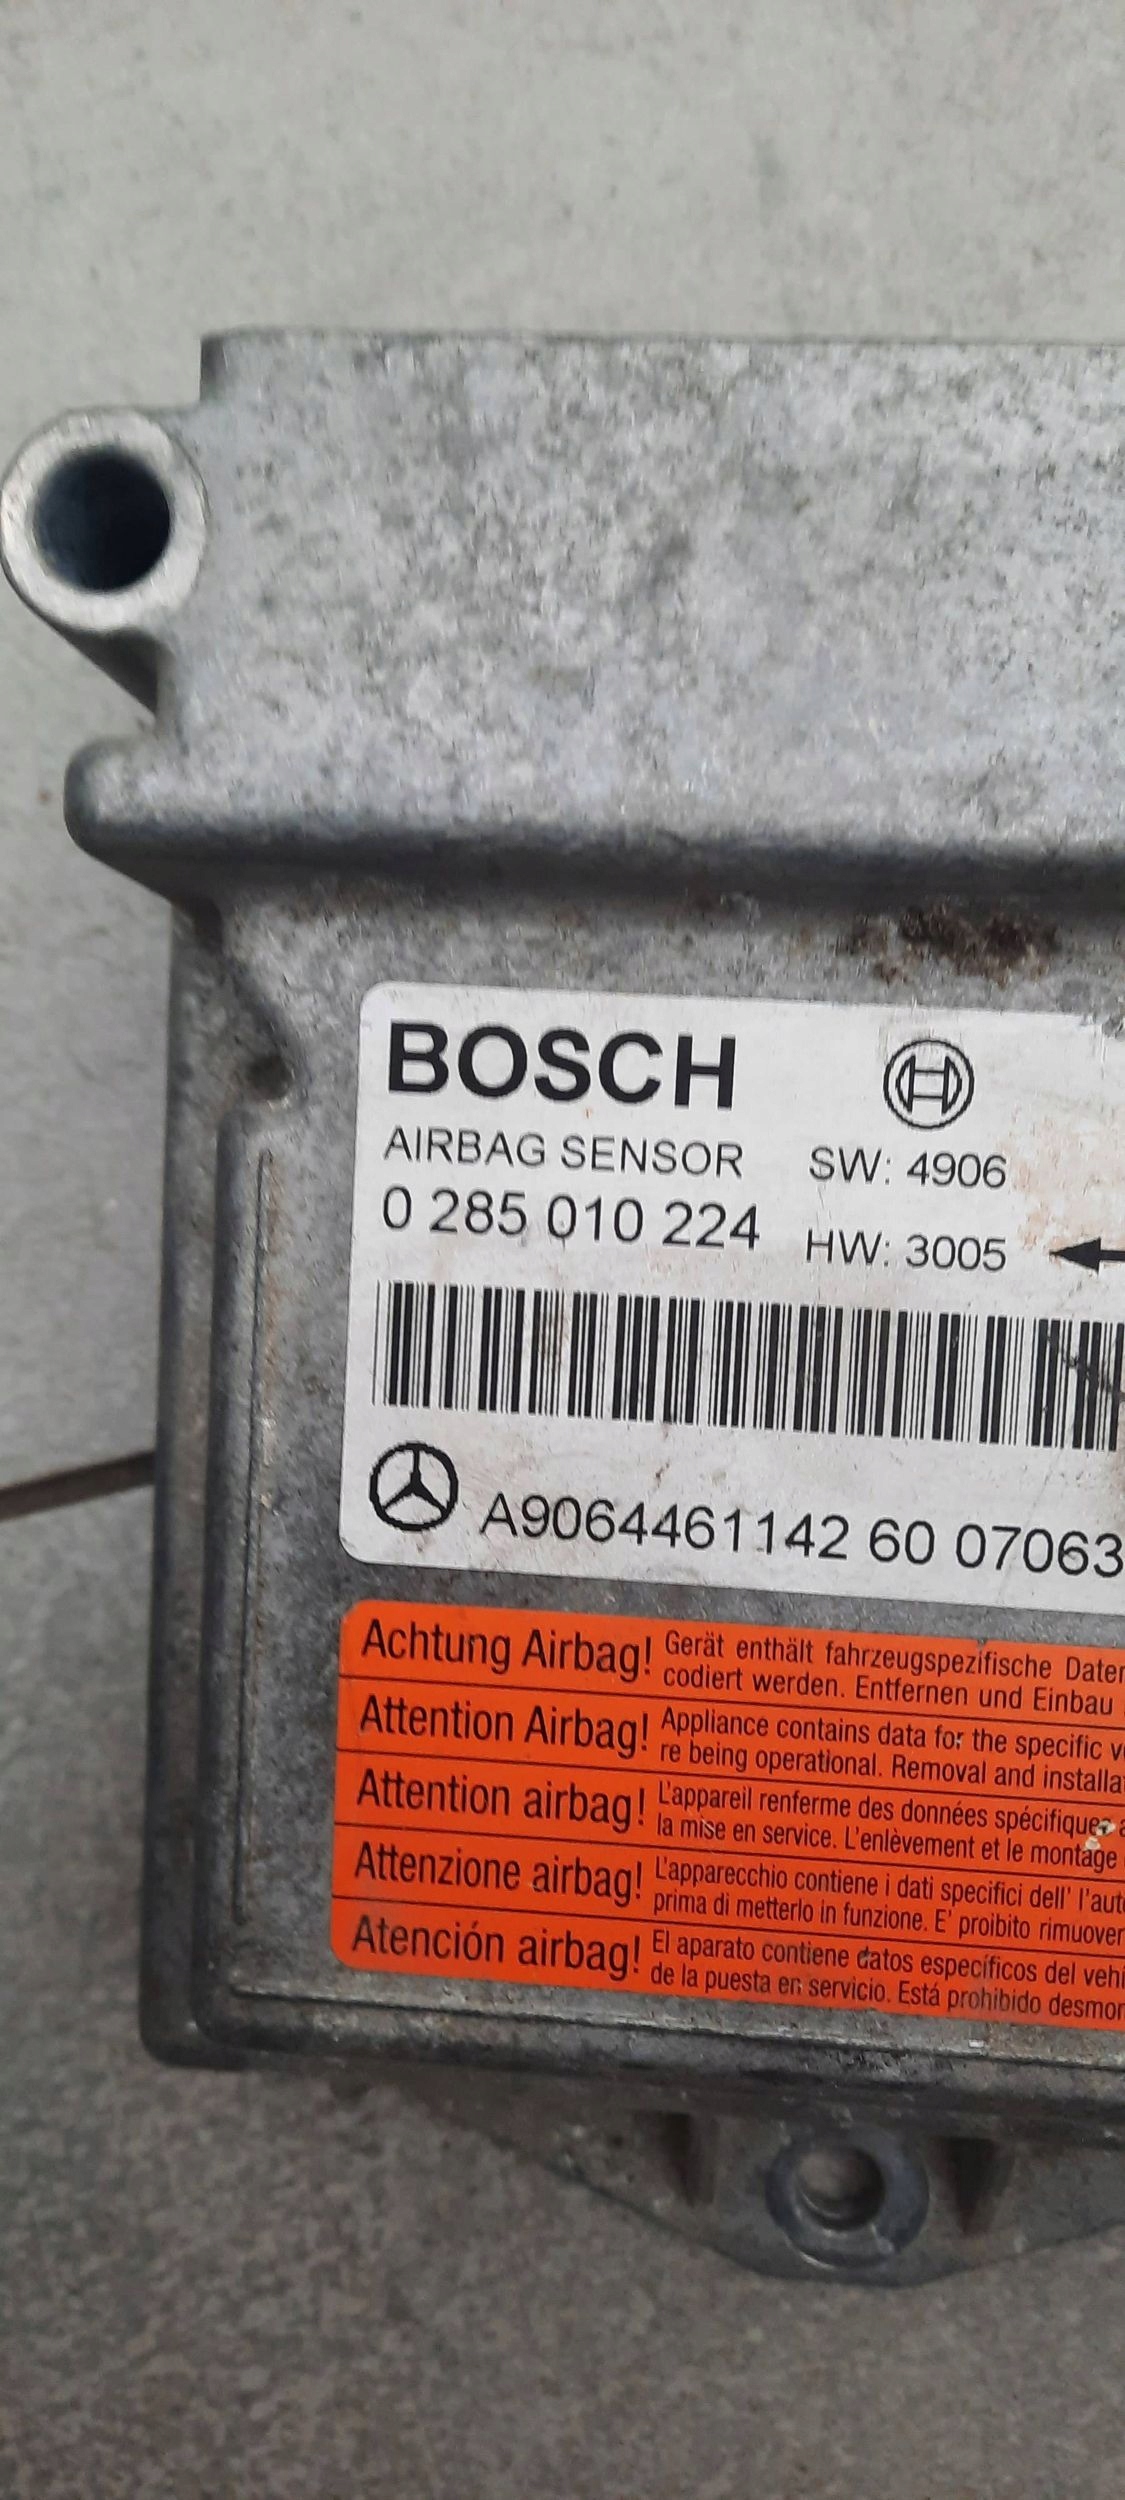 BOSCH
AIRBAG SENSOR SW: 4906
0 285 010 224 HW: 3005
A9064461142 60 07063
Achtung Airbag! Gerät enthält fahrzeugspezifische Daten
codiert werden. Entfernen und Einbau
Attention Airbag! Appliance contains data for the specific
re being operational. Removal and
Attention airbag! L'appareil renferme des données spécifiques
la mise en service. L'enlèvement et le montage
Attenzione airbag! L'apparecchio contiene i dati specifici dell' l'
prima di metterlo in funzione. E' proibito
Atención airbag! El aparato contiene datos específicos del
de la puesta en servicio. Está prohibido